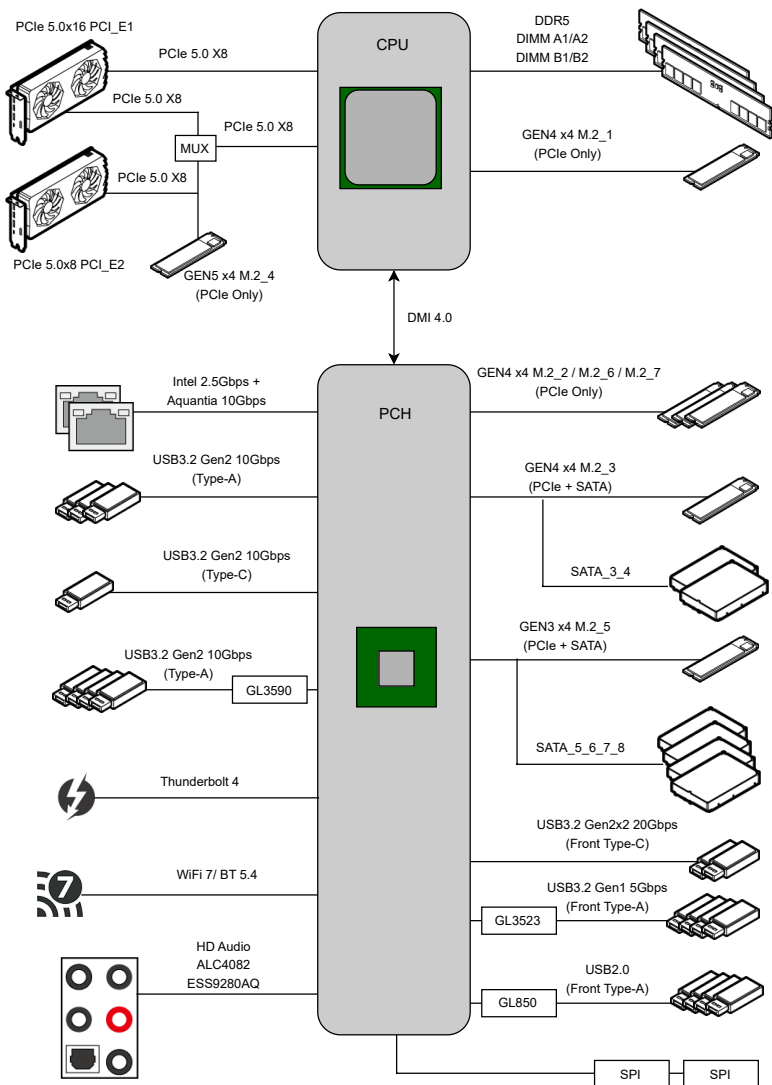 PCIe 5.0x16 PCI_E1
PCIe 5.0 X8
CPU
DDR5
DIMM A1/A2
DIMM B1/B2
PCIe 5.0 X8
PCIe 5.0 X8
MUX
GEN4 x4 M.2_1
(PCIe Only)
PCIe 5.0 X8
PCIe 5.0x8 PCI_E2
GEN5 x4 M.2_4
(PCIe Only)
DMI 4.0
PCH
Intel 2.5Gbps +
Aquantia 10Gbps
GEN4 x4 M.2_2 / M.2_6 / M.2_7
(PCIe Only)
USB3.2 Gen2 10Gbps
(Type-A)
GEN4 x4 M.2_3
(PCIe + SATA)
USB3.2 Gen2 10Gbps
(Type-C)
SATA_3_4
USB3.2 Gen2 10Gbps
(Type-A)
GL3590
GEN3 x4 M.2_5
(PCIe + SATA)
SATA_5_6_7_8
Thunderbolt 4
USB3.2 Gen2x2 20Gbps
(Front Type-C)
7
WiFi 7/ BT 5.4
USB3.2 Gen1 5Gbps
(Front Type-A)
GL3523
HD Audio
ALC4082
ESS9280AQ
USB2.0
(Front Type-A)
GL850
SPI
SPI